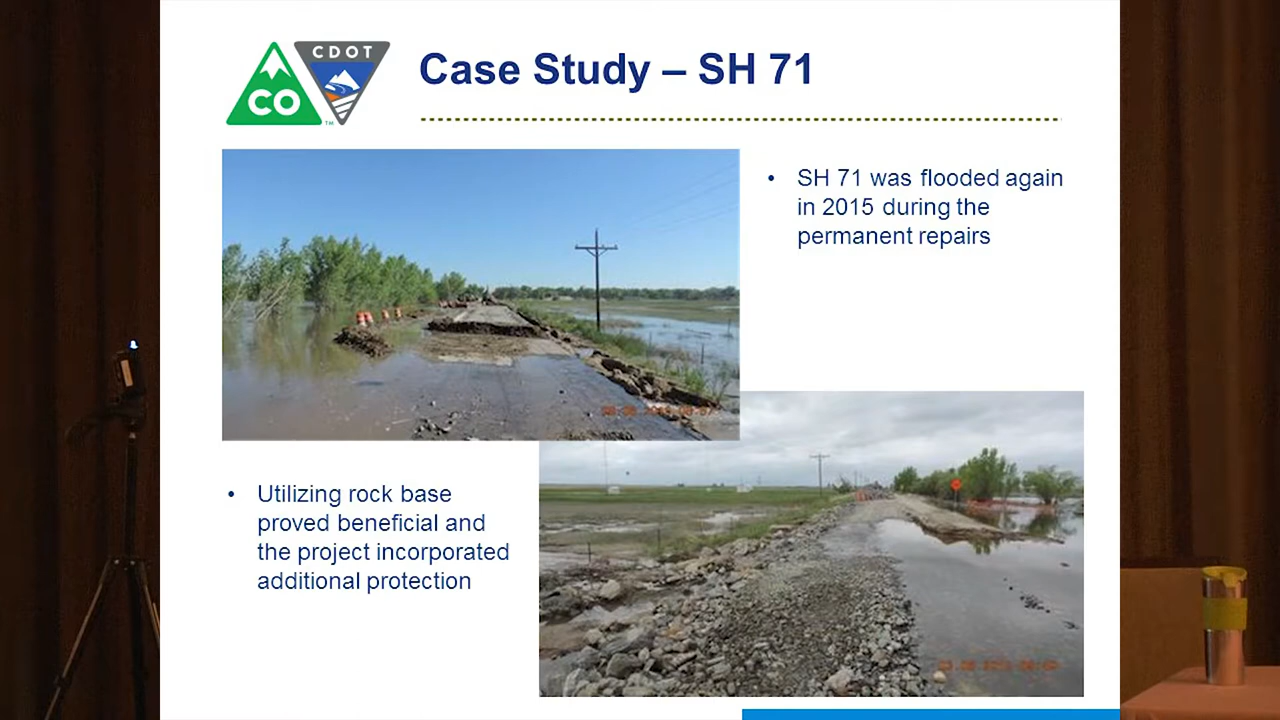 CDOT
CO
TM
Case Study – SH 71
• SH 71 was flooded again
in 2015 during the
permanent repairs
• Utilizing rock base
proved beneficial and
the project incorporated
additional protection